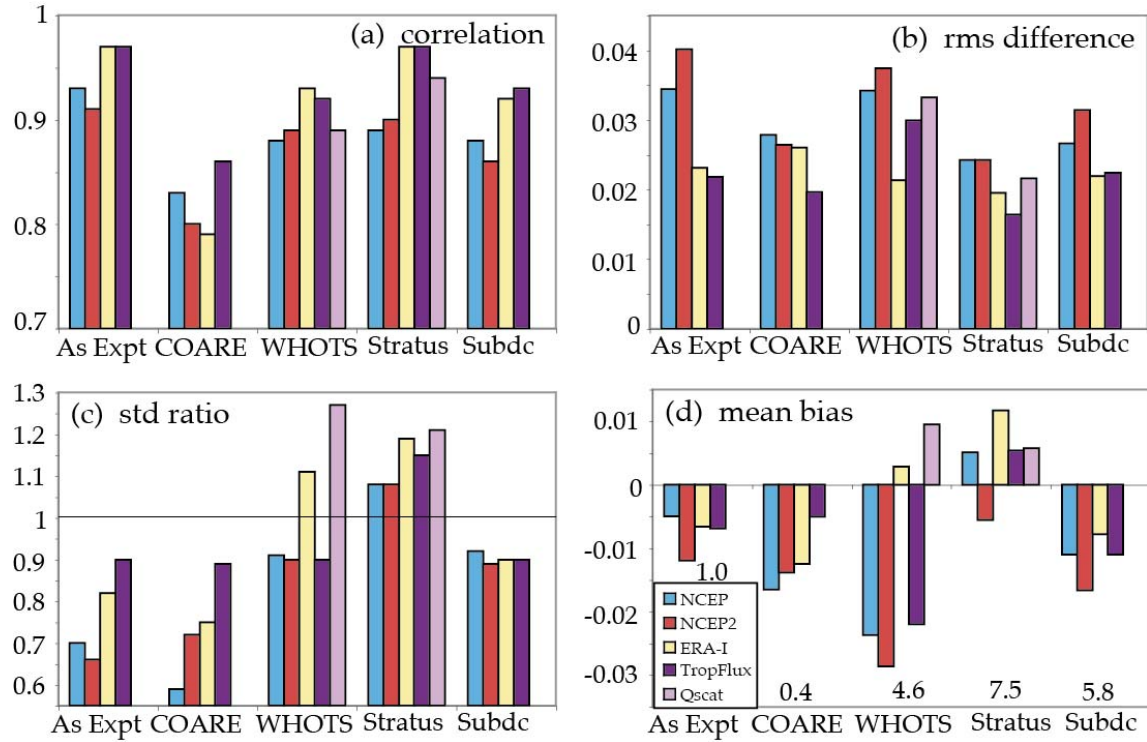 (a) correlation
1
0.9
0.8
0.7
As Expt COARE WHOTS Stratus Subdc
(b) rms difference
0.04
0.03
0.02
0.01
0
As Expt COARE WHOTS Stratus Subdc
(c) std ratio
1.3
1.2
1.1
1
0.9
0.8
0.7
0.6
As Expt COARE WHOTS Stratus Subdc
(d) mean bias
0.01
0
-0.01
-0.02
-0.03
1.0
NCEP
NCEP2
ERA-I
TropFlux
Qscat
0.4 4.6 7.5 5.8
As Expt COARE WHOTS Stratus Subdc